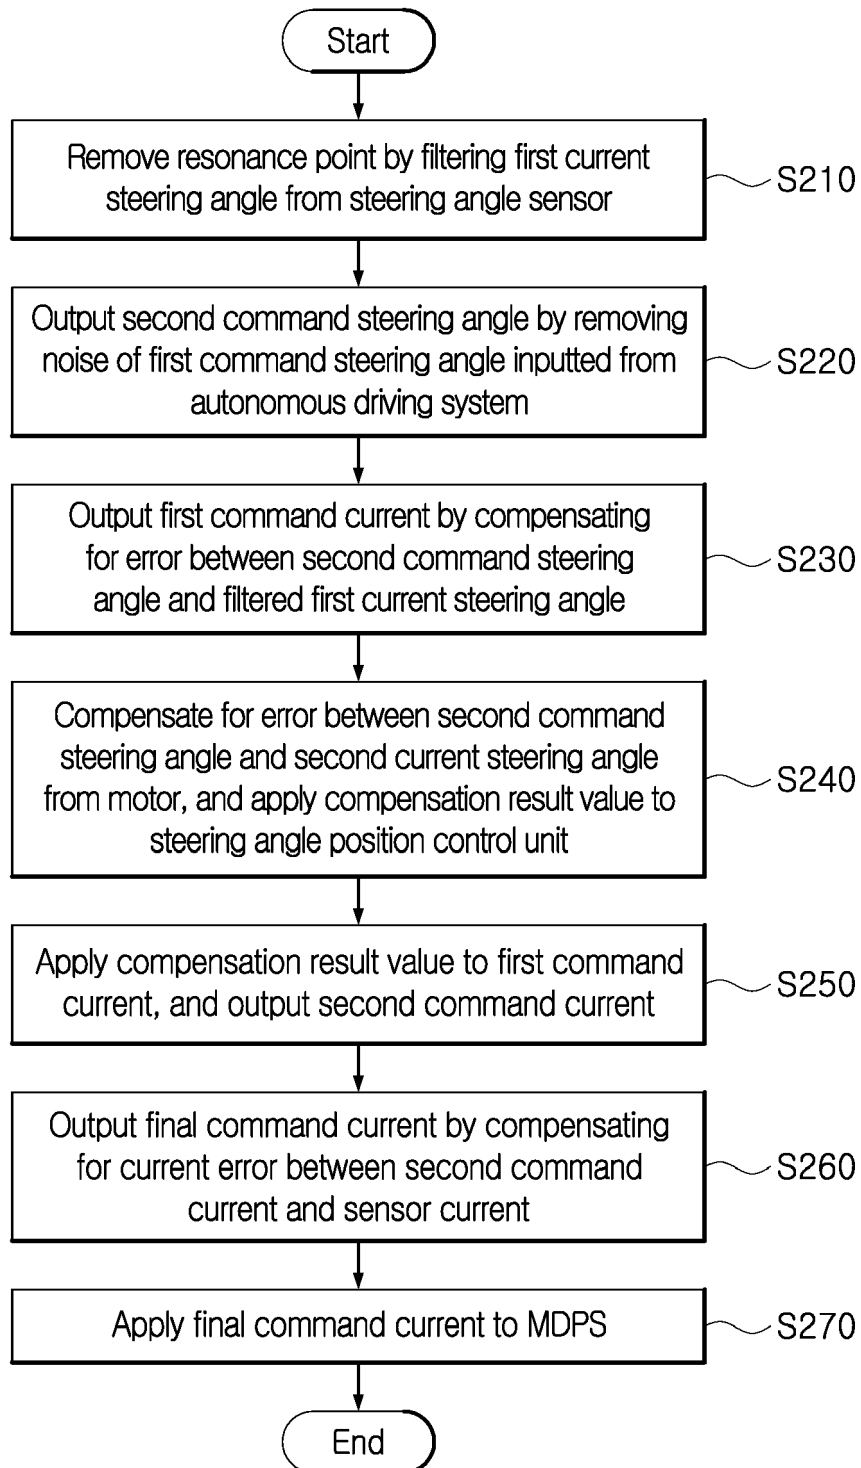 Start
Remove resonance point by filtering first current
steering angle from steering angle sensor
S210
Output second command steering angle by removing
noise of first command steering angle inputted from
autonomous driving system
S220
Output first command current by compensating
for error between second command steering
angle and filtered first current steering angle
S230
Compensate for error between second command
steering angle and second current steering angle
from motor, and apply compensation result value to
steering angle position control unit
S240
Apply compensation result value to first command
current, and output second command current
S250
Output final command current by compensating
for current error between second command
current and sensor current
S260
Apply final command current to MDPS
S270
End